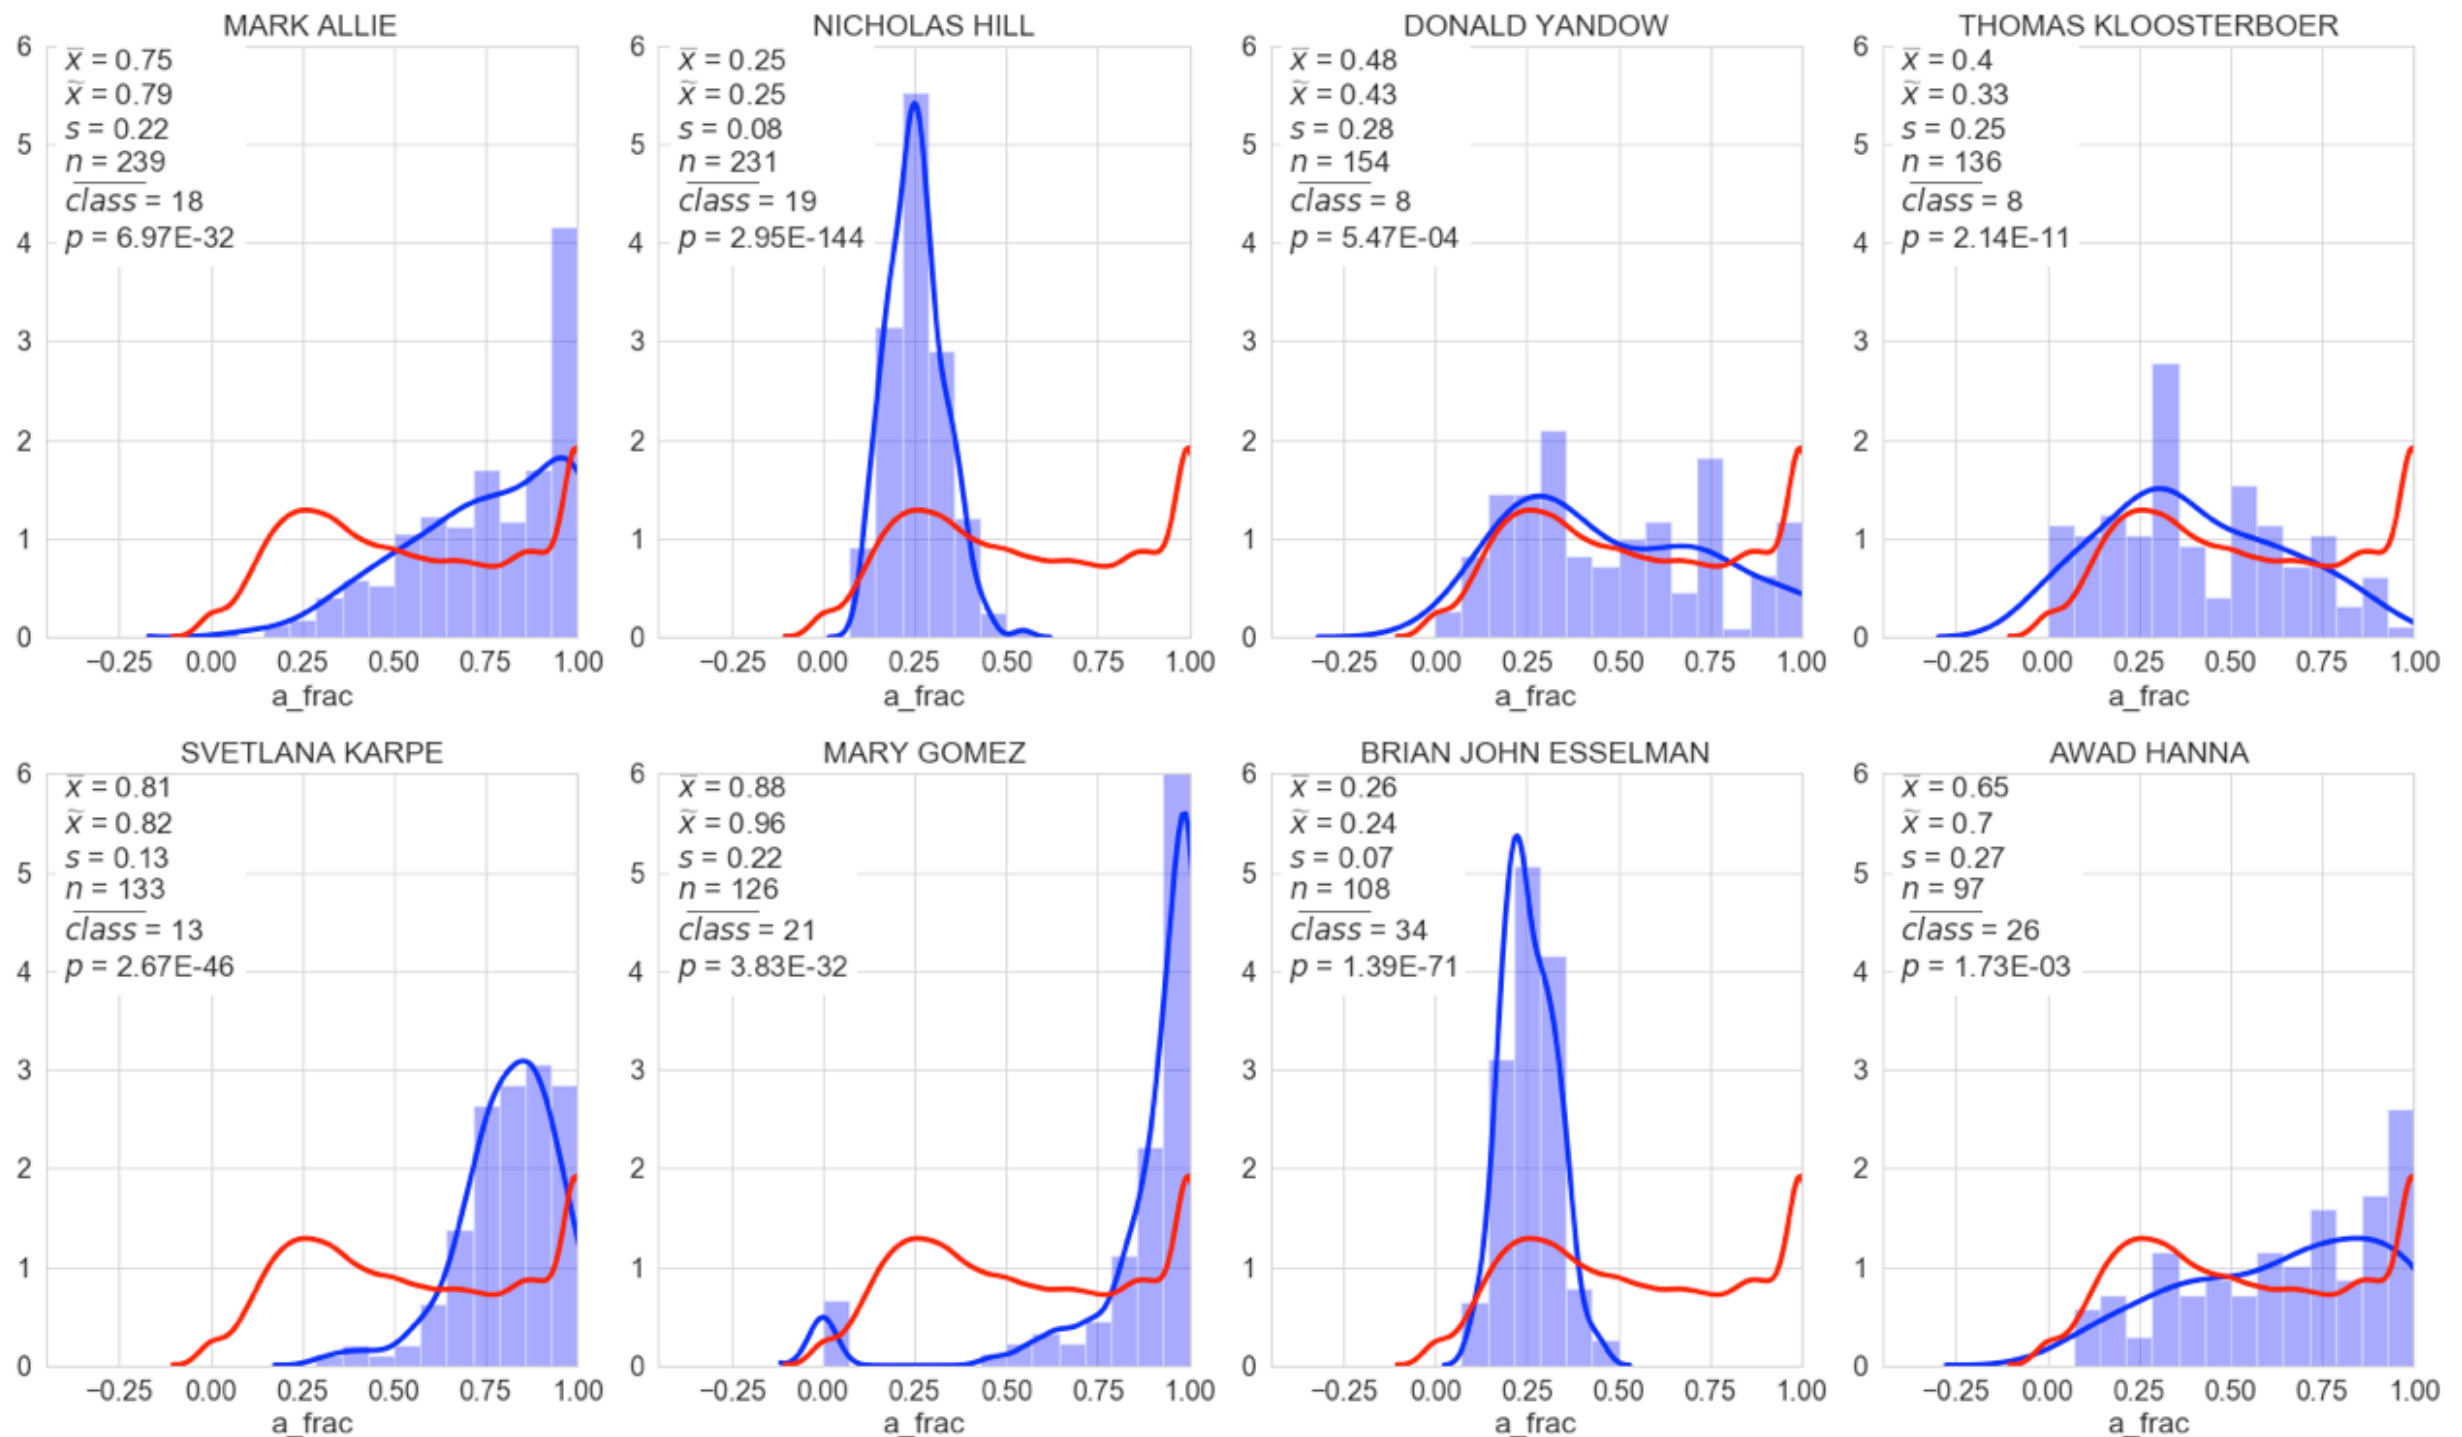 MARK ALLIE
x̅ = 0.75
x̃ = 0.79
s = 0.22
n = 239
c̅l̅a̅s̅s̅ = 18
p = 6.97E-32
6
5
4
3
2
1
0
−0.25 0.00 0.25 0.50 0.75 1.00
a_frac
NICHOLAS HILL
x̅ = 0.25
x̃ = 0.25
s = 0.08
n = 231
c̅l̅a̅s̅s̅ = 19
p = 2.95E-144
6
5
4
3
2
1
0
−0.25 0.00 0.25 0.50 0.75 1.00
a_frac
DONALD YANDOW
x̅ = 0.48
x̃ = 0.43
s = 0.28
n = 154
c̅l̅a̅s̅s̅ = 8
p = 5.47E-04
6
5
4
3
2
1
0
−0.25 0.00 0.25 0.50 0.75 1.00
a_frac
THOMAS KLOOSTERBOER
x̅ = 0.4
x̃ = 0.33
s = 0.25
n = 136
c̅l̅a̅s̅s̅ = 8
p = 2.14E-11
6
5
4
3
2
1
0
−0.25 0.00 0.25 0.50 0.75 1.00
a_frac
SVETLANA KARPE
x̅ = 0.81
x̃ = 0.82
s = 0.13
n = 133
c̅l̅a̅s̅s̅ = 13
p = 2.67E-46
6
5
4
3
2
1
0
−0.25 0.00 0.25 0.50 0.75 1.00
a_frac
MARY GOMEZ
x̅ = 0.88
x̃ = 0.96
s = 0.22
n = 126
c̅l̅a̅s̅s̅ = 21
p = 3.83E-32
6
5
4
3
2
1
0
−0.25 0.00 0.25 0.50 0.75 1.00
a_frac
BRIAN JOHN ESSELMAN
x̅ = 0.26
x̃ = 0.24
s = 0.07
n = 108
c̅l̅a̅s̅s̅ = 34
p = 1.39E-71
6
5
4
3
2
1
0
−0.25 0.00 0.25 0.50 0.75 1.00
a_frac
AWAD HANNA
x̅ = 0.65
x̃ = 0.7
s = 0.27
n = 97
c̅l̅a̅s̅s̅ = 26
p = 1.73E-03
6
5
4
3
2
1
0
−0.25 0.00 0.25 0.50 0.75 1.00
a_frac